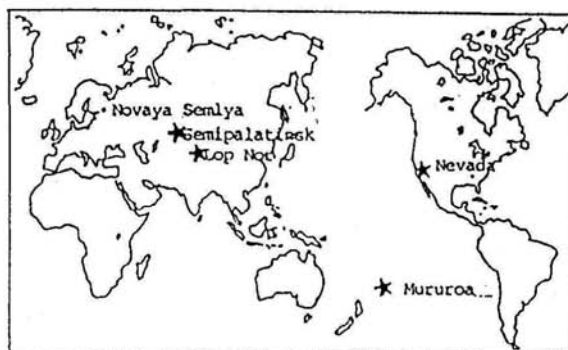 Novaya Semlya
Semipalatinsk
Lop Nor
Nevada
Mururoa